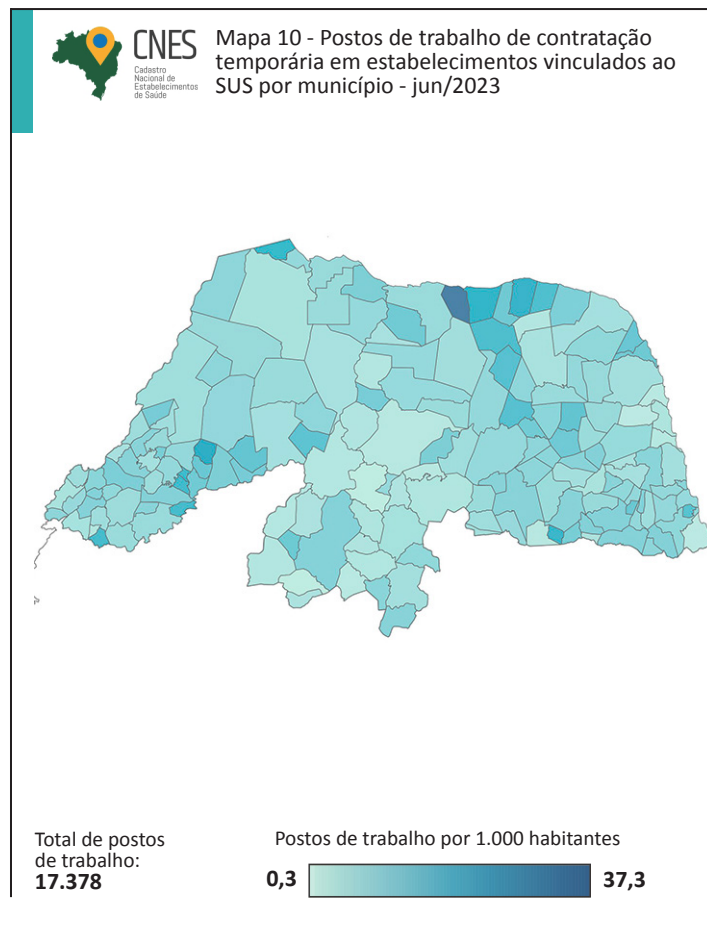 CNES
Cadastro
Nacional de
Estabelecimentos
de Saúde
Mapa 10 - Postos de trabalho de contratação
temporária em estabelecimentos vinculados ao
SUS por município - jun/2023
Total de postos
de trabalho:
17.378
Postos de trabalho por 1.000 habitantes
0,3
37,3